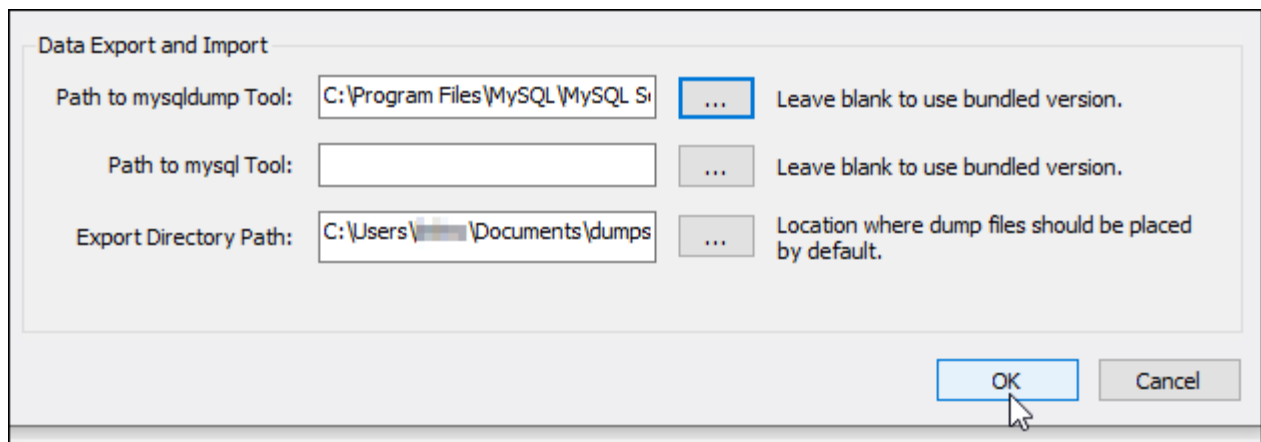 Data Export and Import
Path to mysqldump Tool: C:\Program Files\MySQL\MySQL Se ... Leave blank to use bundled version.
Path to mysql Tool: ... Leave blank to use bundled version.
Export Directory Path: C:\Users\ \Documents\dumps ... Location where dump files should be placed
by default.
OK Cancel